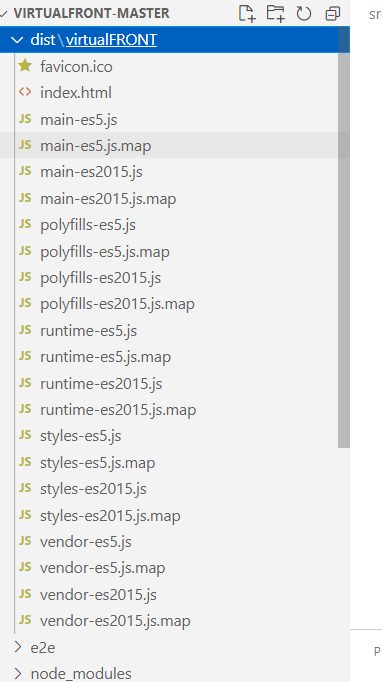 VIRTUALFRONT-MASTER
sr
dist\virtualFRONT
favicon.ico
<> index.html
JS main-es5.js
JS main-es5.js.map
JS main-es2015.js
JS main-es2015.js.map
JS polyfills-es5.js
JS polyfills-es5.js.map
JS polyfills-es2015.js
JS polyfills-es2015.js.map
JS runtime-es5.js
JS runtime-es5.js.map
JS runtime-es2015.js
JS runtime-es2015.js.map
JS styles-es5.js
JS styles-es5.js.map
JS styles-es2015.js
JS styles-es2015.js.map
JS vendor-es5.js
JS vendor-es5.js.map
JS vendor-es2015.js
JS vendor-es2015.js.map
e2e
P
node_modules